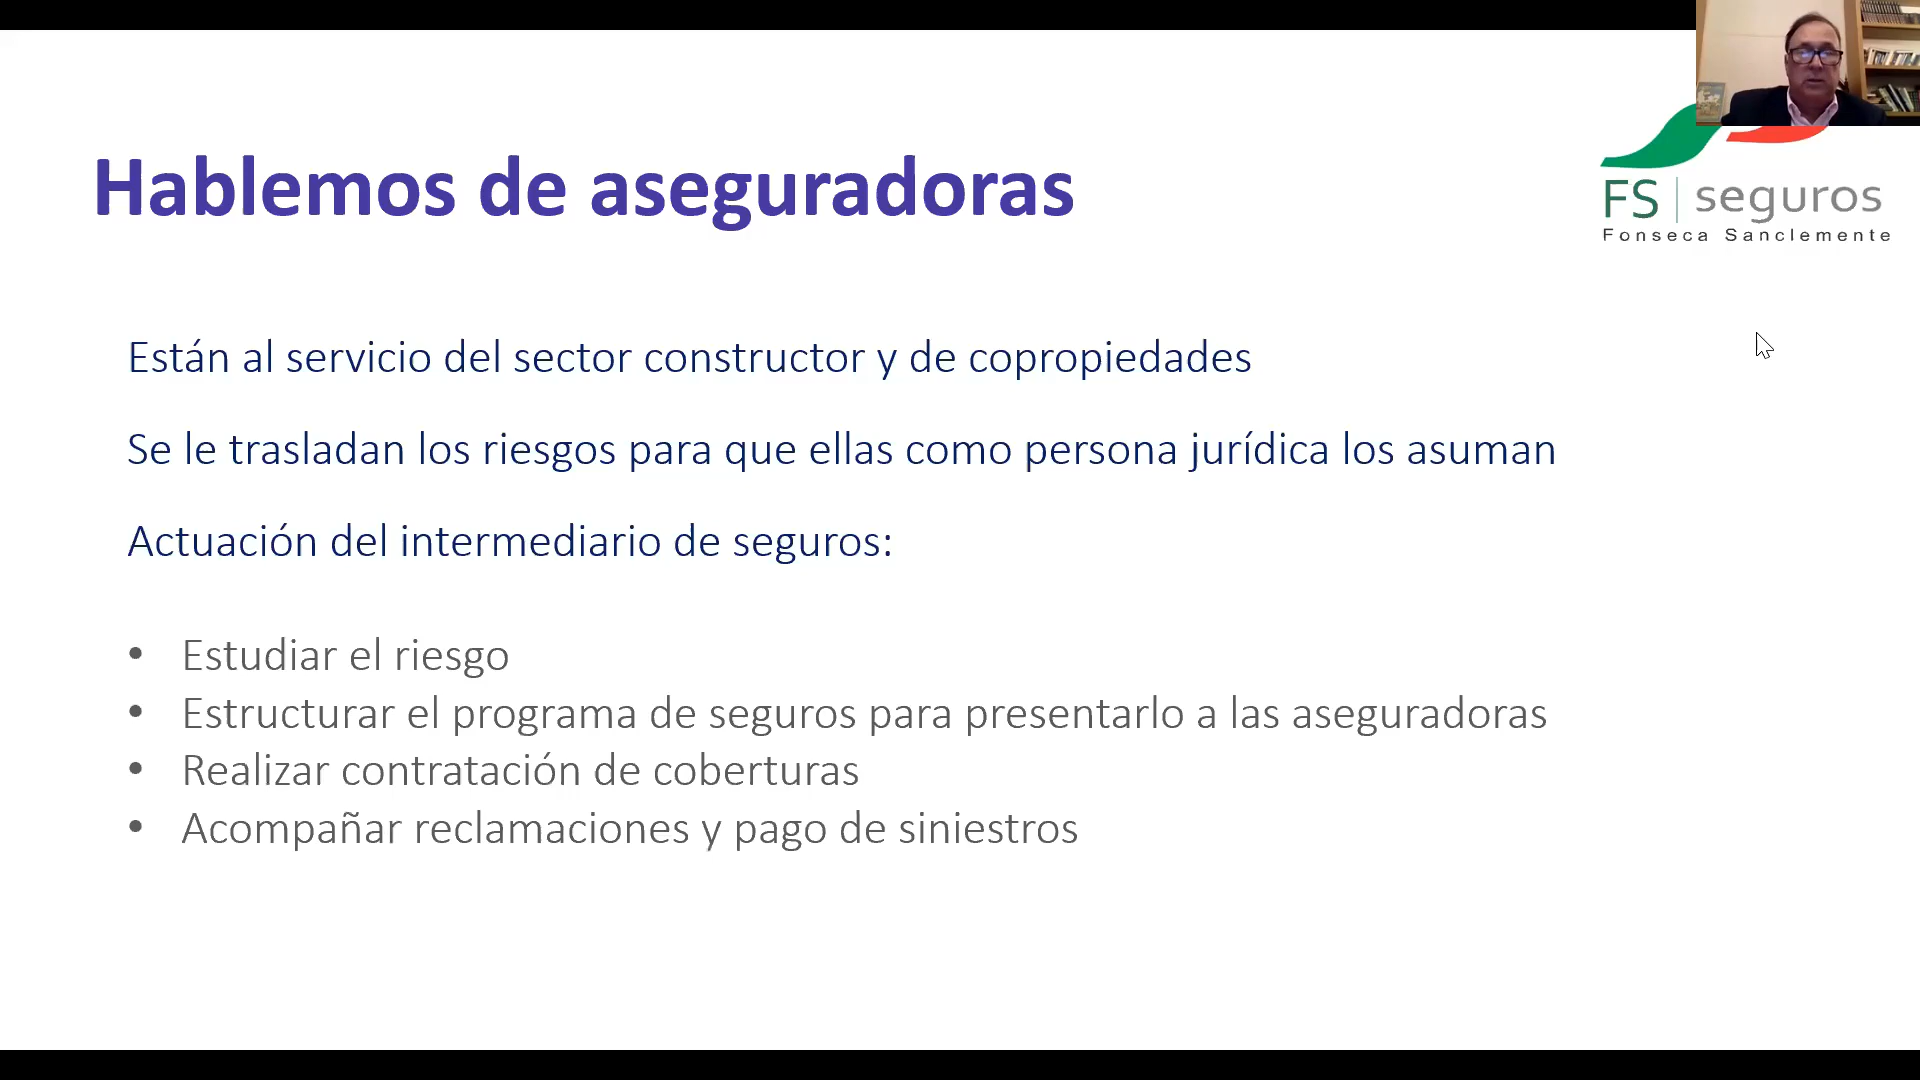 Hablemos de aseguradoras
FS | seguros
Fonseca Sanclemente
Están al servicio del sector constructor y de copropiedades
Se le trasladan los riesgos para que ellas como persona jurídica los asuman
Actuación del intermediario de seguros:
• Estudiar el riesgo
• Estructurar el programa de seguros para presentarlo a las aseguradoras
• Realizar contratación de coberturas
• Acompañar reclamaciones y pago de siniestros